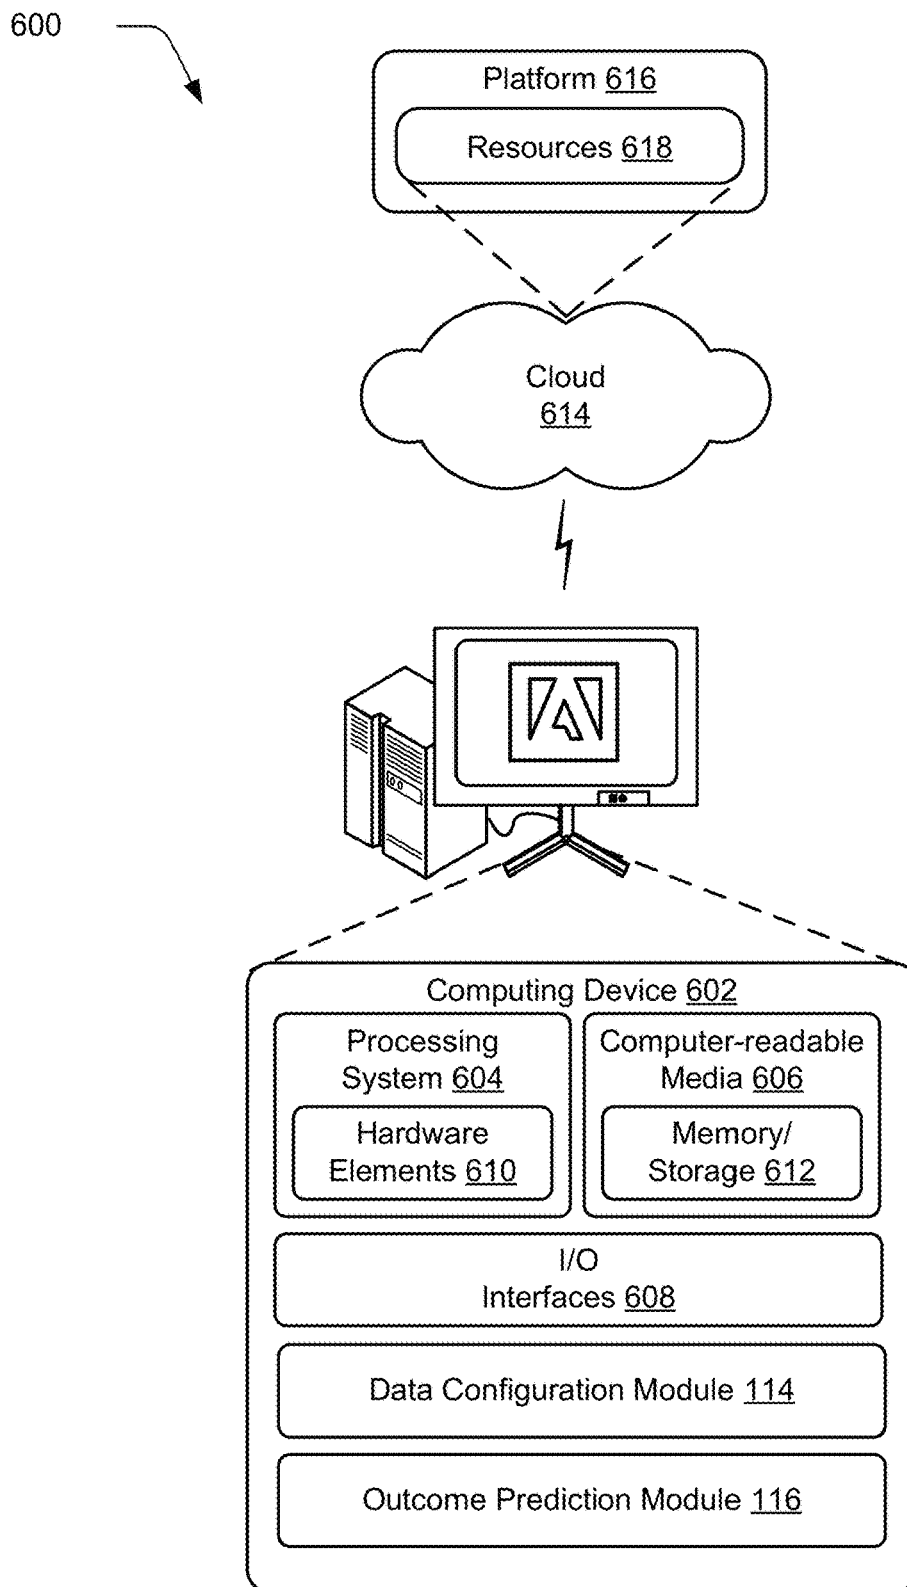 600
Platform 616
Resources 618
Cloud
614
Computing Device 602
Processing
System 604
Hardware
Elements 610
Computer-readable
Media 606
Memory/
Storage 612
I/O
Interfaces 608
Data Configuration Module 114
Outcome Prediction Module 116